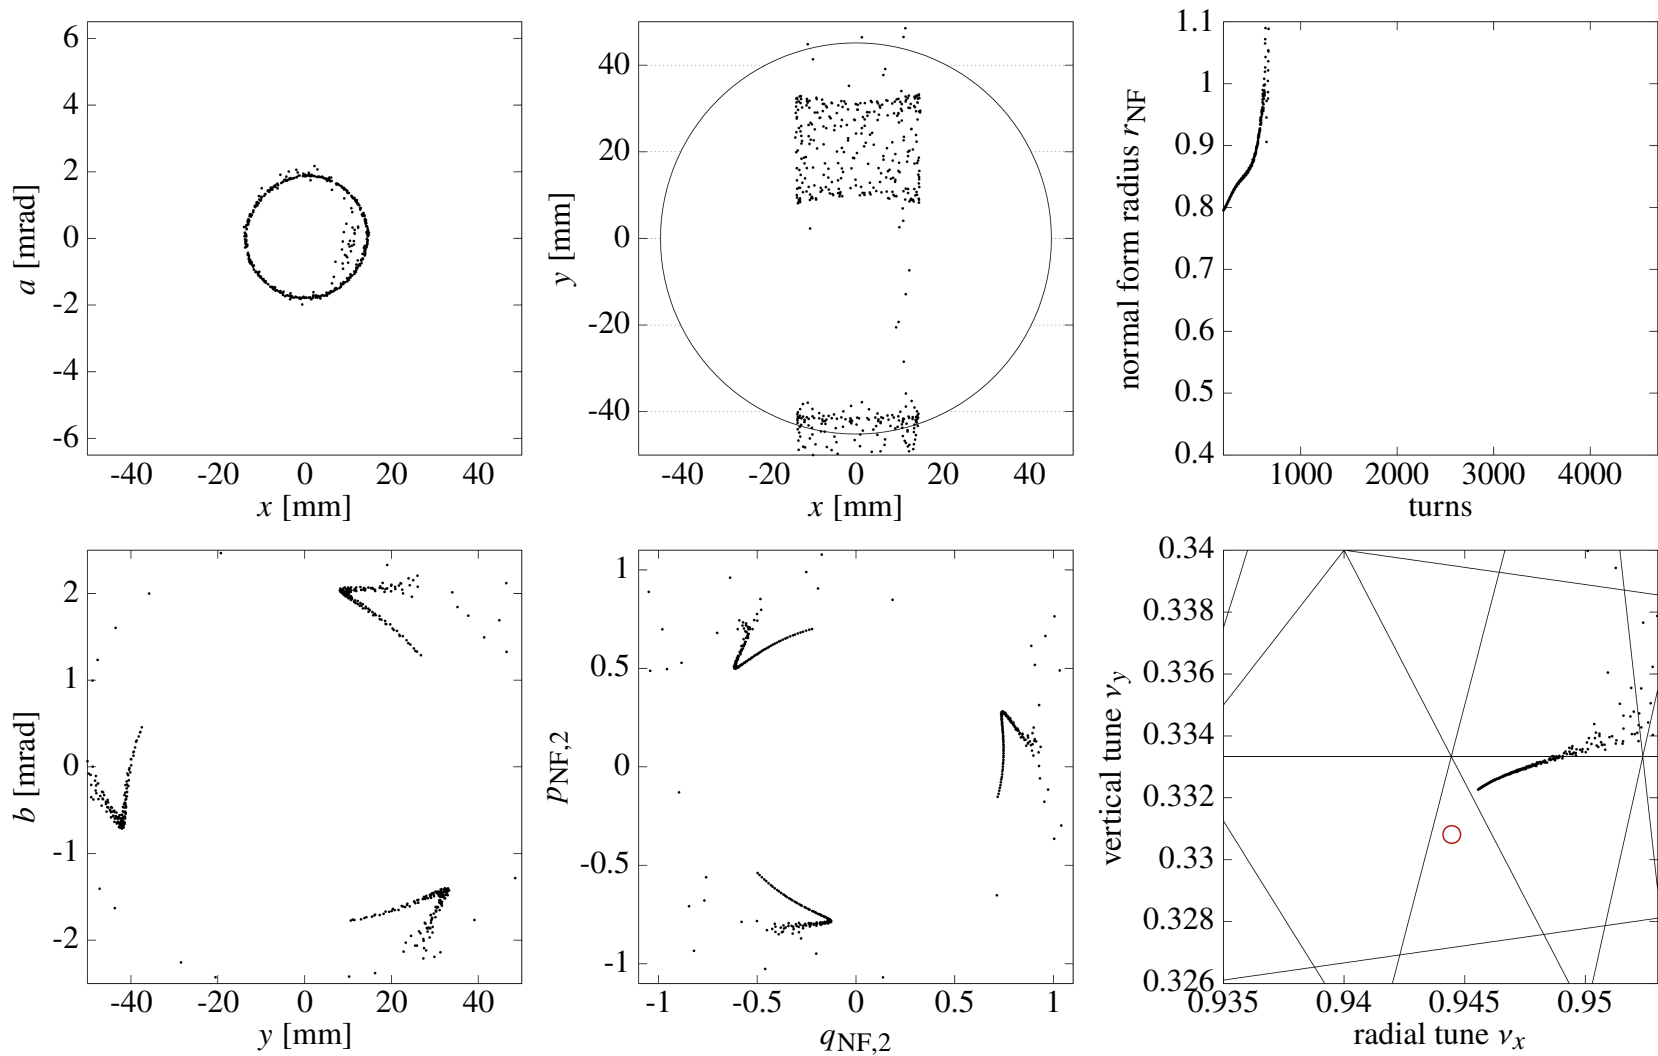 6
4
2
0
-2
-4
-6
a [mrad]
-40 -20 0 20 40
x [mm]
40
20
0
-20
-40
y [mm]
-40 -20 0 20 40
x [mm]
1.1
1
0.9
0.8
0.7
0.6
0.5
0.4
normal form radius rNF
1000 2000 3000 4000
turns
2
1
0
-1
-2
b [mrad]
-40 -20 0 20 40
y [mm]
1
0.5
0
-0.5
-1
pNF,2
-1 -0.5 0 0.5 1
qNF,2
0.34
0.338
0.336
0.334
0.332
0.33
0.328
0.326
vertical tune νy
0.935 0.94 0.945 0.95
radial tune νx